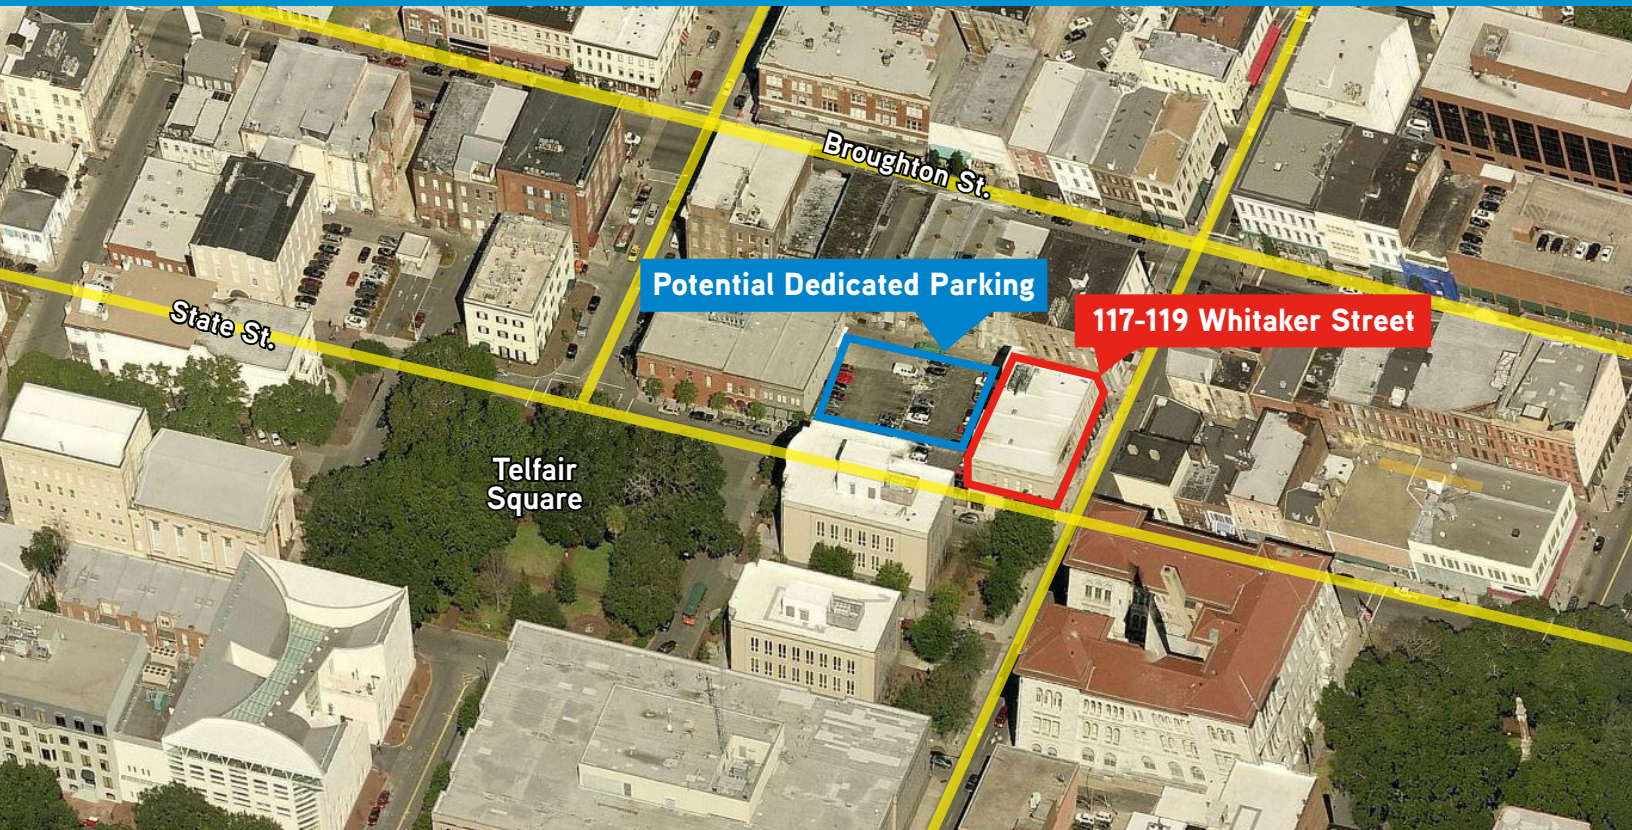 Broughton St.
Potential Dedicated Parking
117-119 Whitaker Street
State St.
Telfair
Square